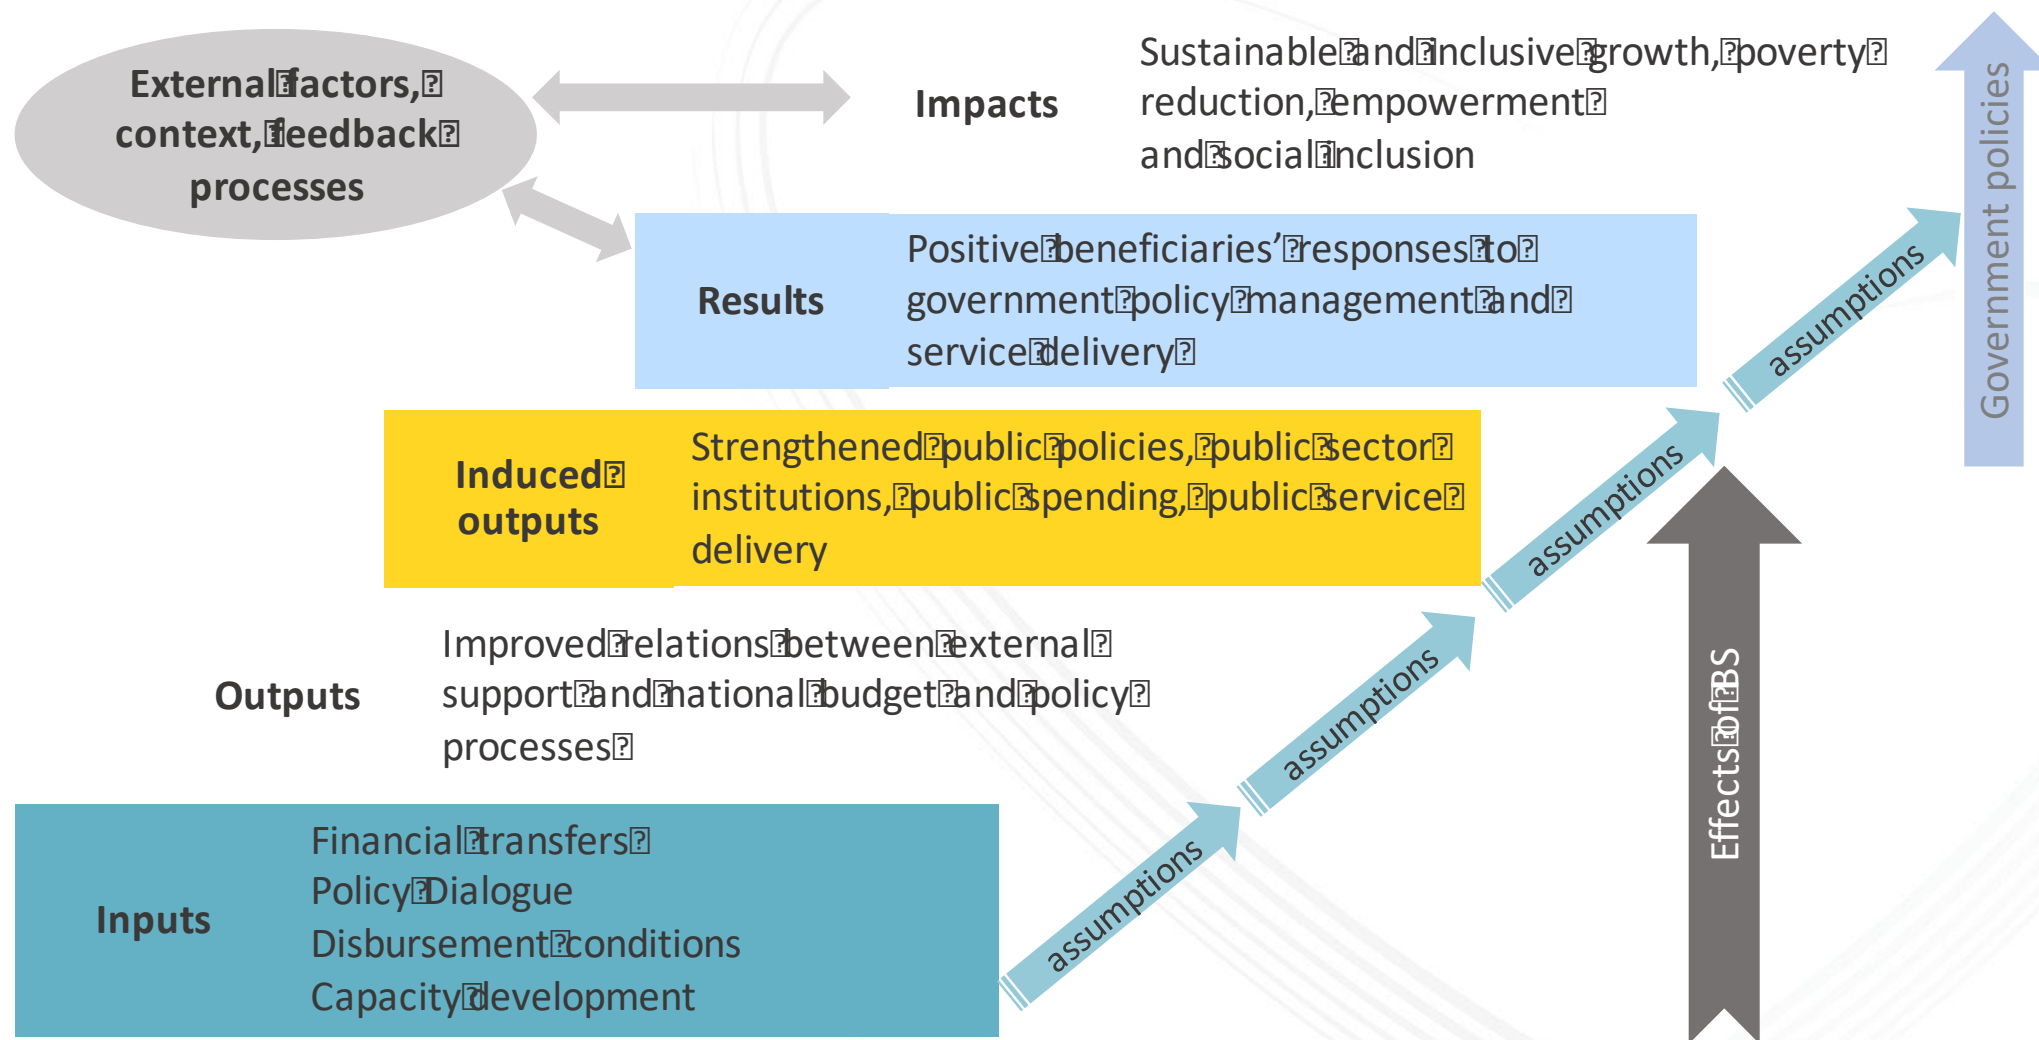 External factors,
context, feedback
processes
Impacts
Sustainable and inclusive growth, poverty
reduction, empowerment
and social inclusion
Government policies
Results
Positive beneficiaries’ responses to
government policy management and
service delivery
assumptions
Induced
outputs
Strengthened public policies, public sector
institutions, public spending, public service
delivery
assumptions
Outputs
Improved relations between external
support and national budget and policy
processes
assumptions
Effects of BS
Inputs
Financial transfers
Policy Dialogue
Disbursement conditions
Capacity development
assumptions